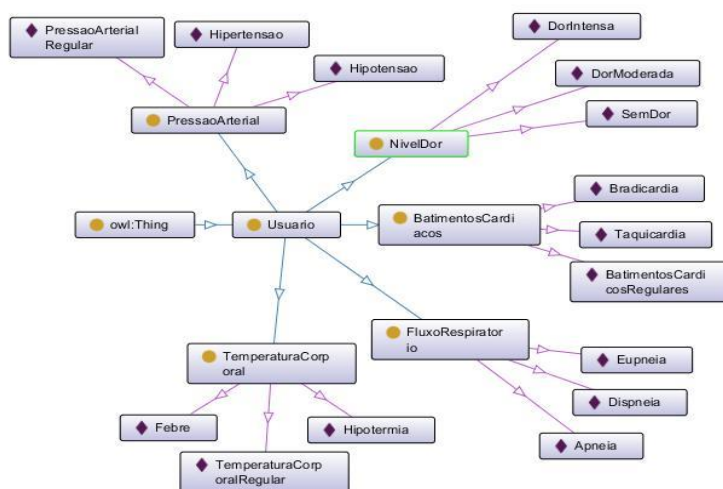 PressaoArterial
Regular
Hipertensao
Hipotensao
PressaoArterial
DorIntensa
DorModerada
SemDor
NivelDor
Bradicardia
owl:Thing
Usuario
BatimentosCardi
acos
Taquicardia
BatimentosCardi
cosRegulares
FluxoRespirator
io
Eupneia
Dispneia
Apneia
TemperaturaCorp
oral
Febre
Hipotermia
TemperaturaCorp
oralRegular